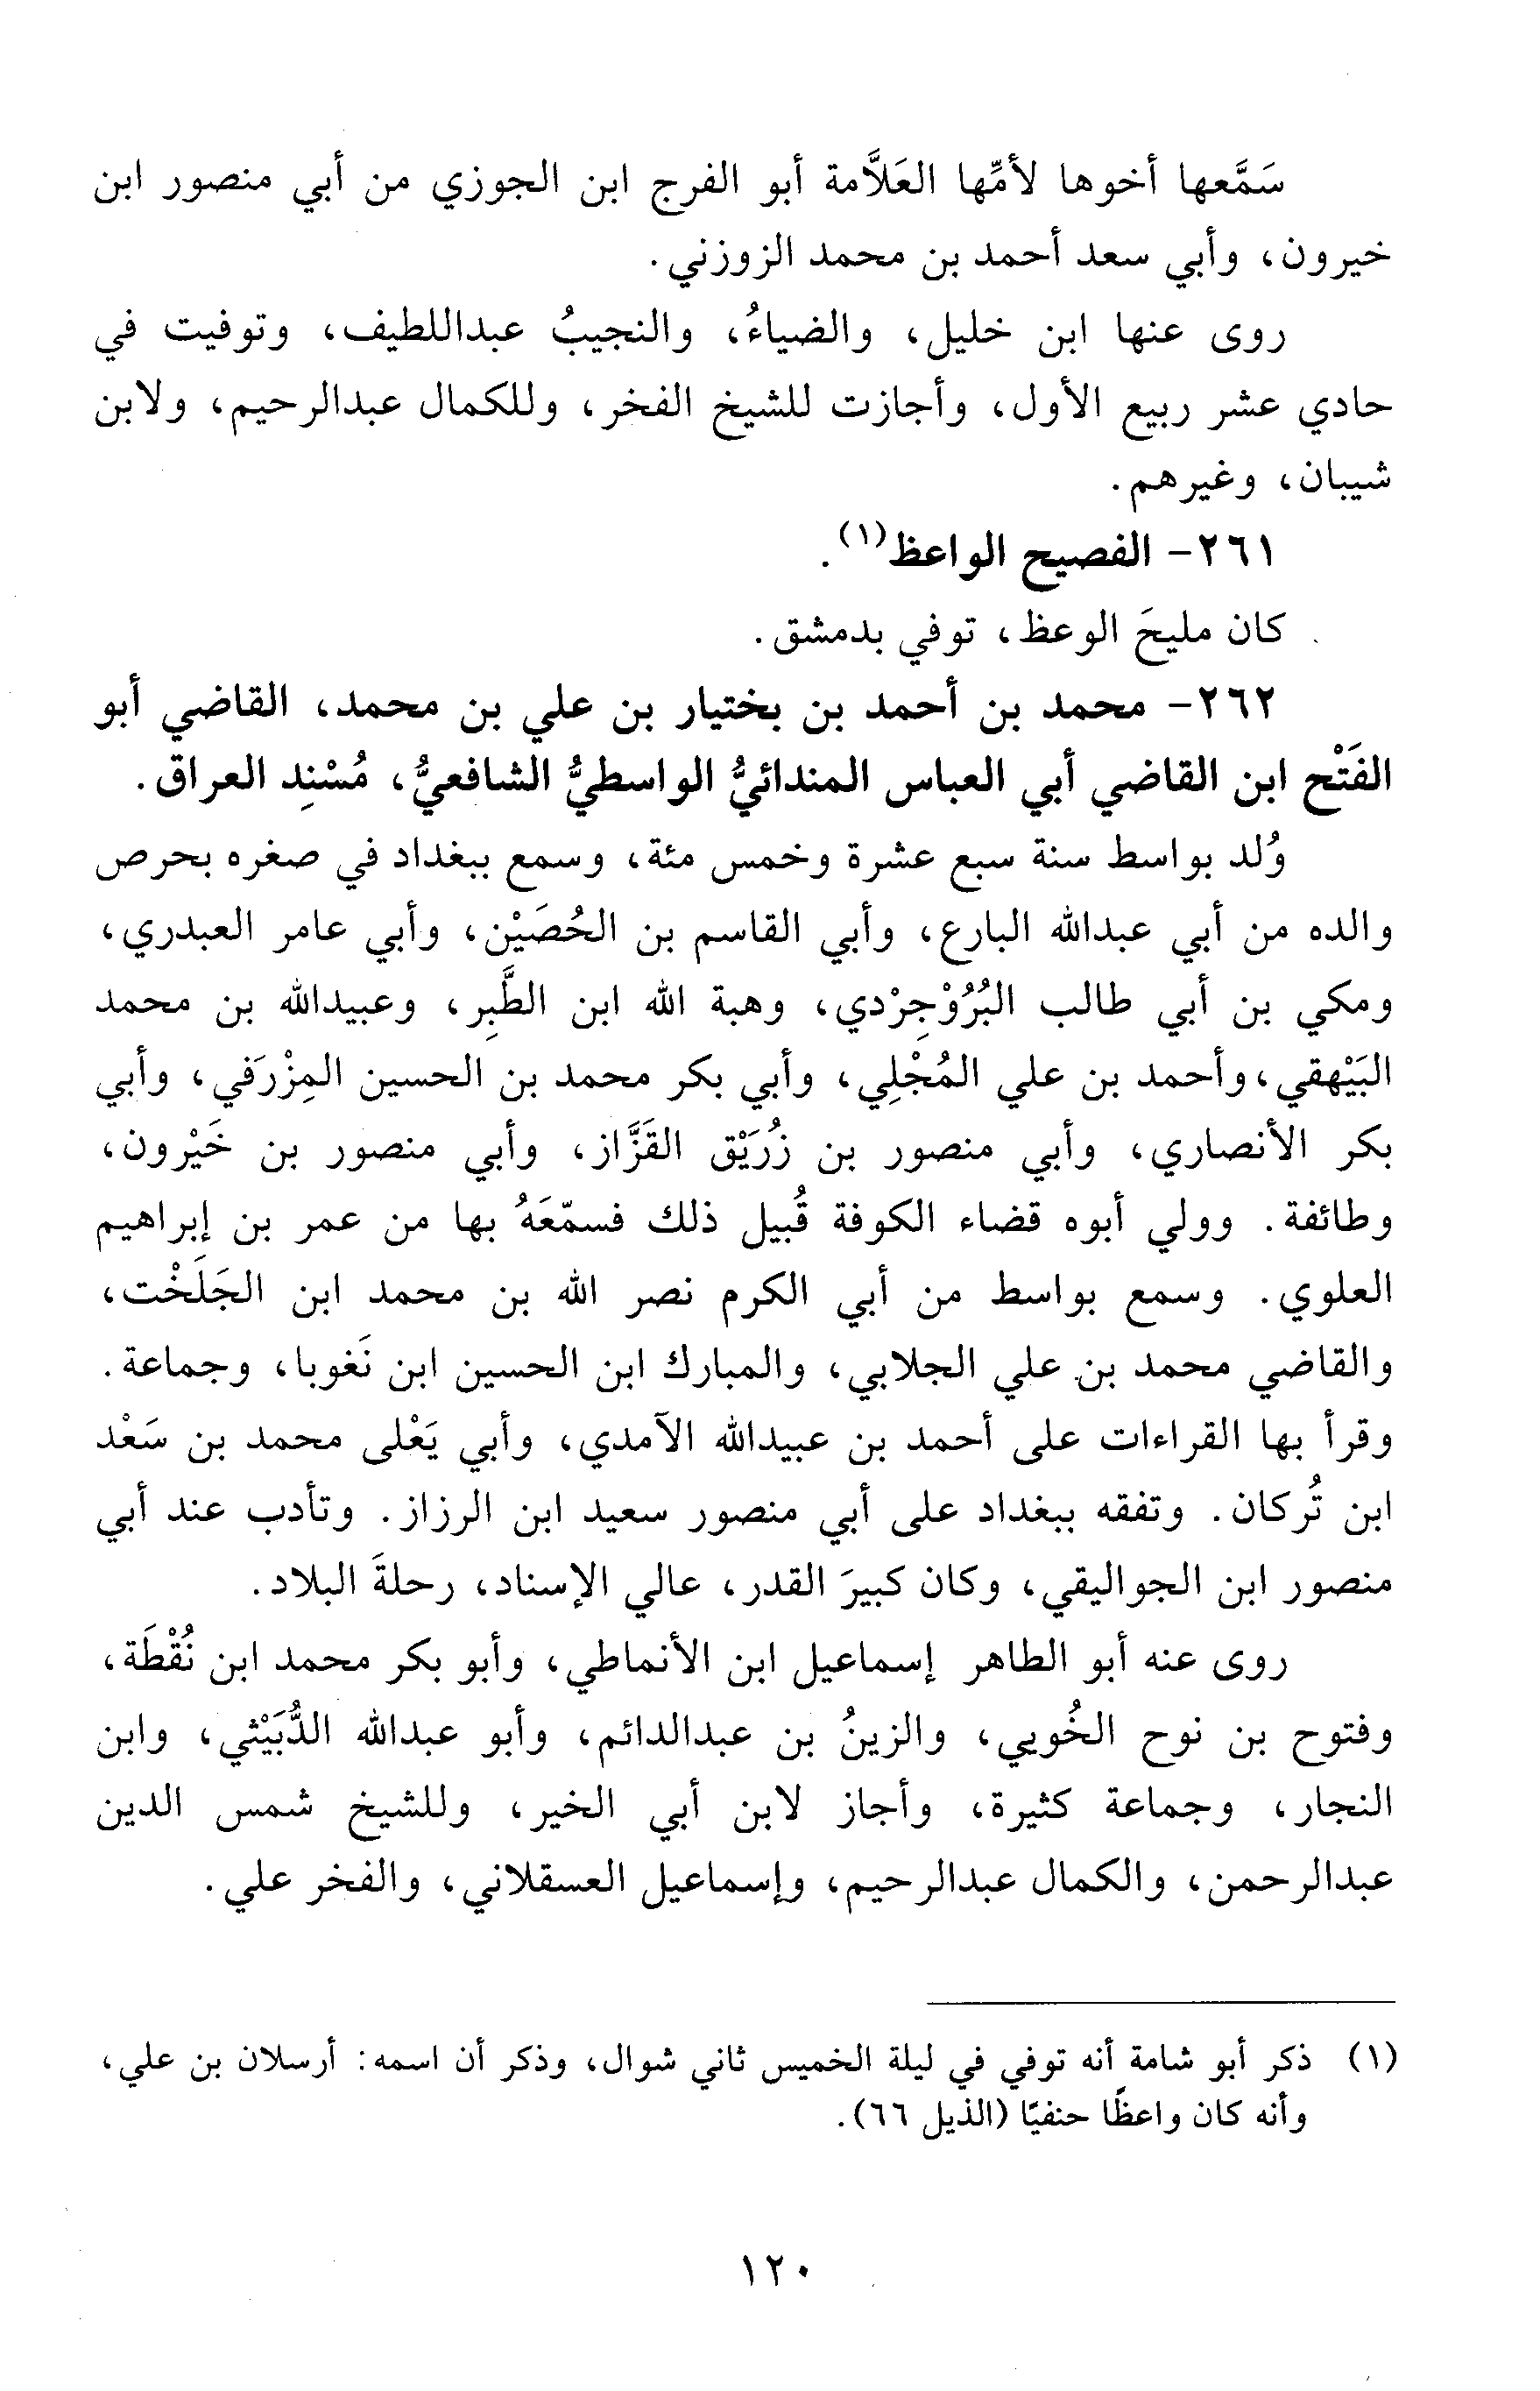 سَمَّعها أخوها لأمِّها العَلاَّمة أبو الفرج ابن الجوزي من أبي منصور ابن
خيرون، وأبي سعد أحمد بن محمد الزوزني.
روى عنها ابن خليل، والضياءُ، والنجيبُ عبداللطيف، وتوفيت في
حادي عشر ربيع الأول، وأجازت للشيخ الفخر، وللكمال عبدالرحيم، ولابن
شيبان، وغيرهم.
٢٦١- الفصيح الواعظ(١).
كان مليحَ الوعظ، توفي بدمشق.
٢٦٢- محمد بن أحمد بن بختيار بن علي بن محمد، القاضي أبو
الفَتْح ابن القاضي أبي العباس المندائيُّ الواسطيُّ الشافعيُّ، مُسْنِد العراق.
وُلد بواسط سنة سبع عشرة وخمس مئة، وسمع ببغداد في صغره بحرص
والده من أبي عبدالله البارع، وأبي القاسم بن الحُصَيْن، وأبي عامر العبدري،
ومكي بن أبي طالب البُرُوْجِرْدي، وهبة الله ابن الطَّبِر، وعبيدالله بن محمد
البَيْهقي، وأحمد بن علي المُجْلِي، وأبي بكر محمد بن الحسين المِزْرَفي، وأبي
بكر الأنصاري، وأبي منصور بن زُرَيْق القَزَّاز، وأبي منصور بن خَيْرون،
وطائفة. وولي أبوه قضاء الكوفة قُبيل ذلك فسمّعَهُ بها من عمر بن إبراهيم
العلوي. وسمع بواسط من أبي الكرم نصر الله بن محمد ابن الجَلَخْت،
والقاضي محمد بن علي الجلابي، والمبارك ابن الحسين ابن نَغوبا، وجماعة.
وقرأ بها القراءات على أحمد بن عبيدالله الآمدي، وأبي يَعْلى محمد بن سَعْد
ابن تُركان. وتفقه ببغداد على أبي منصور سعيد ابن الرزاز. وتأدب عند أبي
منصور ابن الجواليقي، وكان كبيرَ القدر، عالي الإسناد، رحلةَ البلاد.
روى عنه أبو الطاهر إسماعيل ابن الأنماطي، وأبو بكر محمد ابن نُقْطَة،
وفتوح بن نوح الخُويي، والزينُ بن عبدالدائم، وأبو عبدالله الدُّبَيْثي، وابن
النجار، وجماعة كثيرة، وأجاز لابن أبي الخير، وللشيخ شمس الدين
عبدالرحمن، والكمال عبدالرحيم، وإسماعيل العسقلاني، والفخر علي.
(١) ذكر أبو شامة أنه توفي في ليلة الخميس ثاني شوال، وذكر أن اسمه: أرسلان بن علي،
وأنه كان واعظًا حنفيًا (الذيل ٦٦).
١٢٠